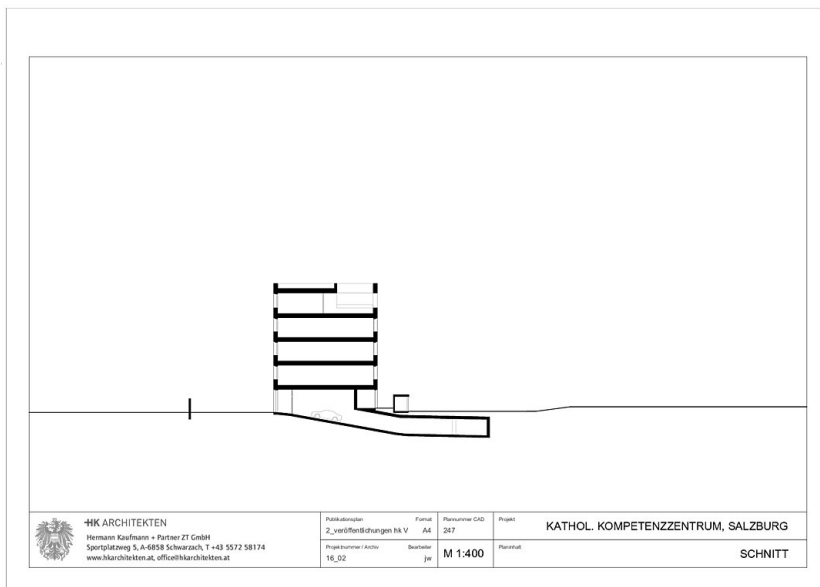 HK ARCHITEKTEN
Hermann Kaufmann + Partner ZT GmbH
Sportplatzweg 5, A-6858 Schwarzach, T +43 5572 58174
www.hkarchitekten.at, office@hkarchitekten.at
Publikationsplan Format
2_veröffentlichungen hk V A4
Projektnummer / Archiv Bearbeiter
16_02 jw
Plannummer CAD
247
M 1:400
Projekt
KATHOL. KOMPETENZZENTRUM, SALZBURG
Planinhalt
SCHNITT